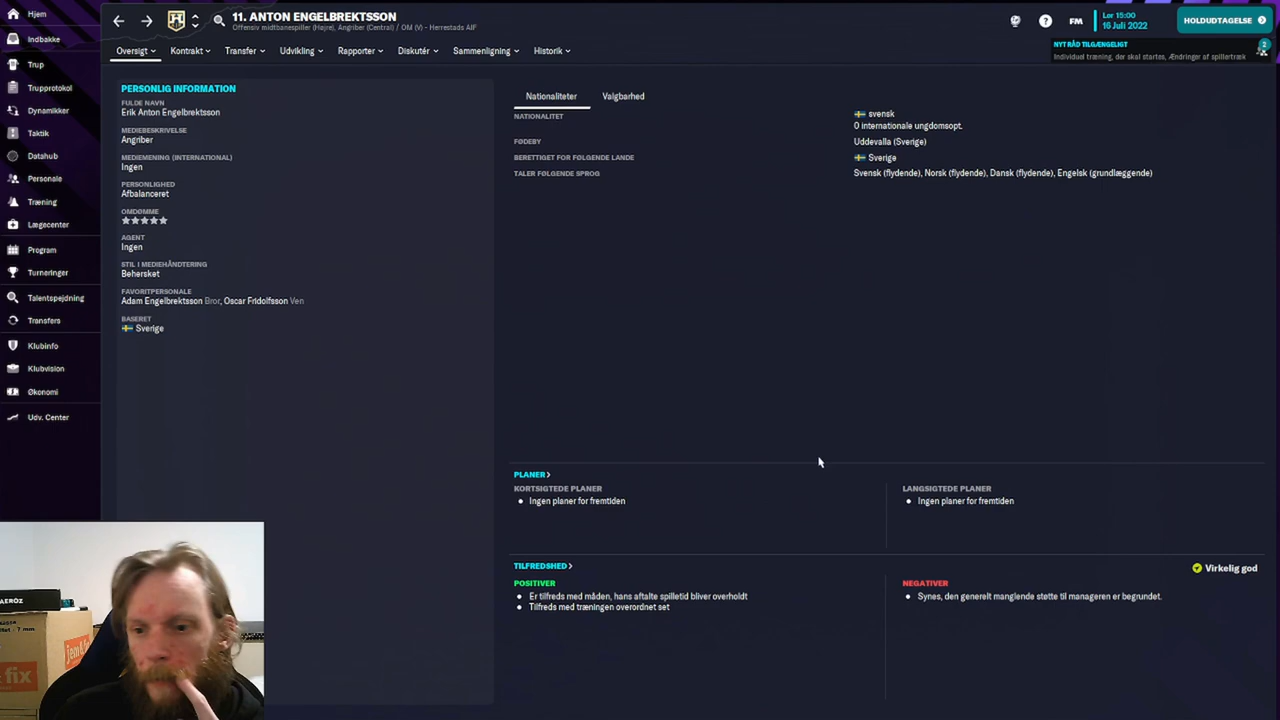 Hjem
Indbakke
Trup
Trupprotokol
Dynamikker
Taktik
Datahub
Personale
Træning
Lægecenter
Program
Turneringer
Talentspejdning
Transfers
Klubinfo
Klubvision
Økonomi
Udv. Center
11. ANTON ENGELBREKTSSON
Offensiv midtbanespiller (Højre), Angriber (Central) / OM (V) - Herrestads AIF
FM
Lør 15:00
16 Juli 2022
HOLDUDTAGELSE
Oversigt
Kontrakt
Transfer
Udvikling
Rapporter
Diskutér
Sammenligning
Historik
NYT RÅD TILGÆNGELIGT
Individuel træning, der skal startes, Ændringer af spillertræk
2
PERSONLIG INFORMATION
FULDE NAVN
Erik Anton Engelbrektsson
MEDIEBESKRIVELSE
Angriber
MEDIEMENING (INTERNATIONAL)
Ingen
PERSONLIGHED
Afbalanceret
OMDØMME
AGENT
Ingen
STIL I MEDIEHÅNDTERING
Behersket
FAVORITPERSONALE
Adam Engelbrektsson Bror, Oscar Fridolfsson Ven
BASERET
Sverige
Nationaliteter
Valgbarhed
NATIONALITET
svensk
0 internationale ungdomsopt.
FØDEBY
Uddevalla (Sverige)
BERETTIGET FOR FØLGENDE LANDE
Sverige
TALER FØLGENDE SPROG
Svensk (flydende), Norsk (flydende), Dansk (flydende), Engelsk (grundlæggende)
PLANER
KORTSIGTEDE PLANER
Ingen planer for fremtiden
LANGSIGTEDE PLANER
Ingen planer for fremtiden
TILFREDSHED
Virkelig god
POSITIVER
Er tilfreds med måden, hans aftalte spilletid bliver overholdt
Tilfreds med træningen overordnet set
NEGATIVER
Synes, den generelt manglende støtte til manageren er begrundet.
jem
fix